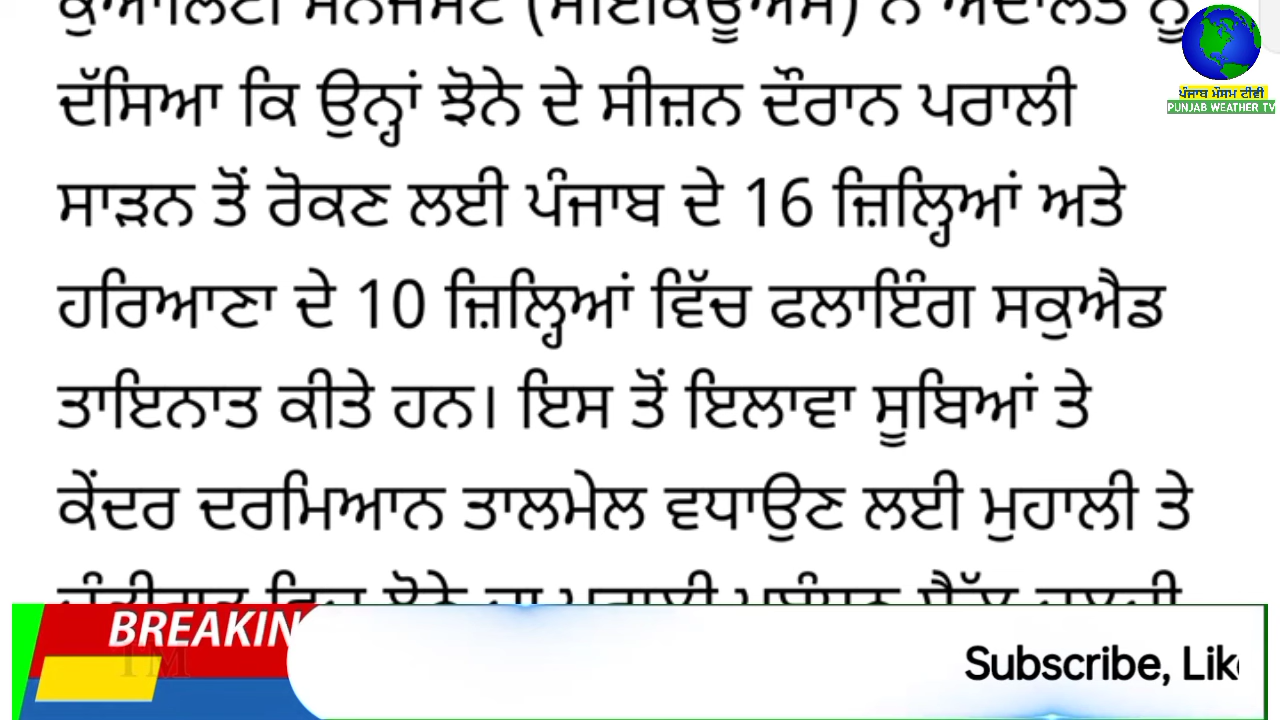 ਦੱਸਿਆ ਕਿ ਉਨ੍ਹਾਂ ਝੋਨੇ ਦੇ ਸੀਜ਼ਨ ਦੌਰਾਨ ਪਰਾਲੀ
ਸਾੜਨ ਤੋਂ ਰੋਕਣ ਲਈ ਪੰਜਾਬ ਦੇ 16 ਜ਼ਿਲ੍ਹਿਆਂ ਅਤੇ
ਹਰਿਆਣਾ ਦੇ 10 ਜ਼ਿਲ੍ਹਿਆਂ ਵਿੱਚ ਫਲਾਇੰਗ ਸਕੁਐਡ
ਤਾਇਨਾਤ ਕੀਤੇ ਹਨ। ਇਸ ਤੋਂ ਇਲਾਵਾ ਸੂਬਿਆਂ ਤੇ
ਕੇਂਦਰ ਦਰਮਿਆਨ ਤਾਲਮੇਲ ਵਧਾਉਣ ਲਈ ਮੁਹਾਲੀ ਤੇ
ਪੰਜਾਬ ਮੌਸਮ ਟੀਵੀ
PUNJAB WEATHER TV
BREAKIN
Subscribe, Lik